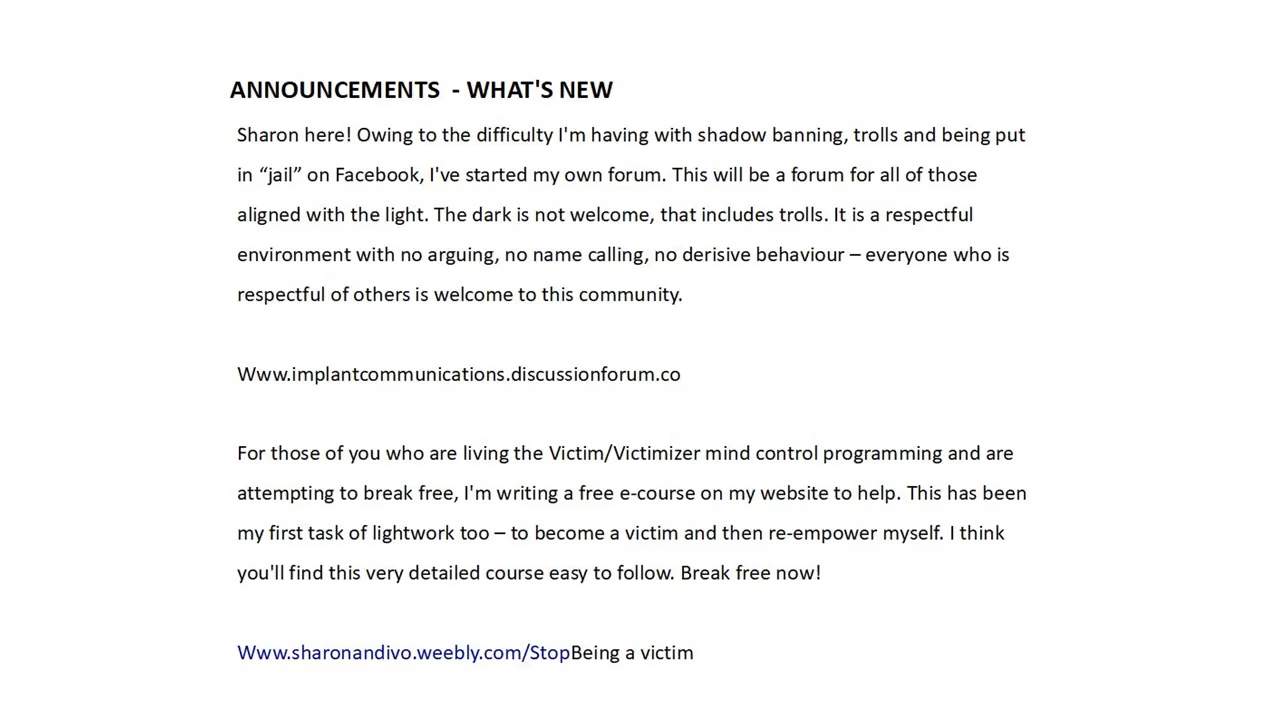 ANNOUNCEMENTS - WHAT'S NEW
Sharon here! Owing to the difficulty I'm having with shadow banning, trolls and being put
in “jail” on Facebook, I've started my own forum. This will be a forum for all of those
aligned with the light. The dark is not welcome, that includes trolls. It is a respectful
environment with no arguing, no name calling, no derisive behaviour – everyone who is
respectful of others is welcome to this community.
Www.implantcommunications.discussionforum.co
For those of you who are living the Victim/Victimizer mind control programming and are
attempting to break free, I'm writing a free e-course on my website to help. This has been
my first task of lightwork too – to become a victim and then re-empower myself. I think
you'll find this very detailed course easy to follow. Break free now!
Www.sharonandivo.weebly.com/StopBeing a victim